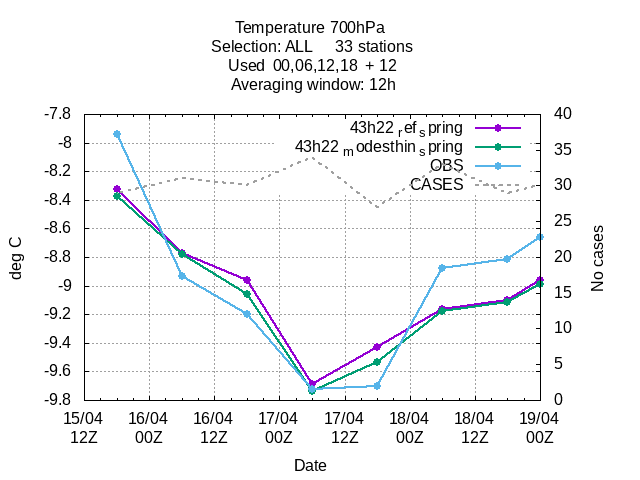 Temperature 700hPa
Selection: ALL 33 stations
Used 00,06,12,18 + 12
Averaging window: 12h
43h22 ref spring
43h22 modesthin spring
OBS
CASES
deg C
No cases
-7.8
-8
-8.2
-8.4
-8.6
-8.8
-9
-9.2
-9.4
-9.6
-9.8
40
35
30
25
20
15
10
5
0
15/04 16/04 16/04 17/04 17/04 18/04 18/04 19/04
12Z 00Z 12Z 00Z 12Z 00Z 12Z 00Z
Date